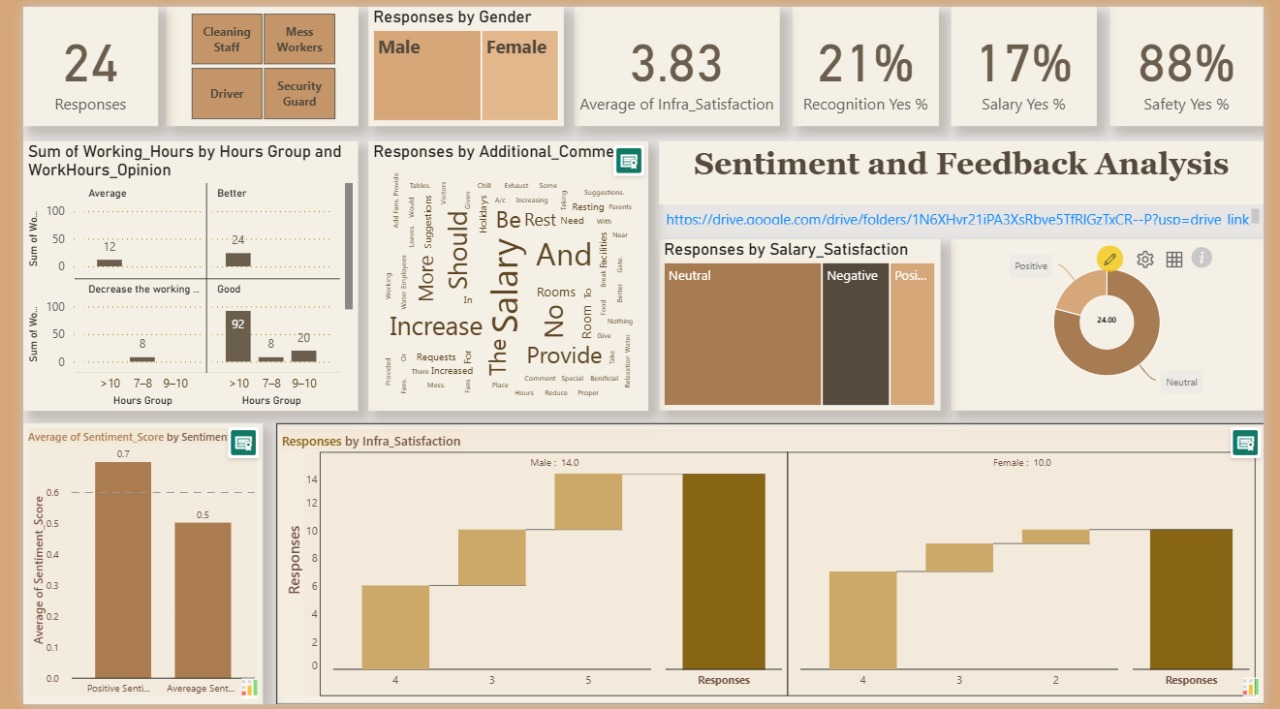 24
Responses
Cleaning
Staff
Mess
Workers
Driver
Security
Guard
Responses by Gender
Male
Female
3.83
Average of Infra_Satisfaction
21%
Recognition Yes %
17%
Salary Yes %
88%
Safety Yes %
Sum of Working_Hours by Hours Group and
WorkHours_Opinion
Average
Better
Sum of Wo...
100
50
0
12
24
Decrease the working ...
Good
Sum of Wo...
100
50
0
8
92
8
20
>10 7–8 9–10
>10 7–8 9–10
Hours Group
Hours Group
Responses by Additional_Comme
Add Fans. Provide
Tables.
Visitors
Chill
Exhaust
Some
Taking
Suggestions.
Would
Given
Holidays
A/c
Increasing
Resting
Parents
Leaves.
Suggestions
Should
Be
Rest
Need
With
Near
Facilities
Working
Water Employees
More
Salary
And
Break
Gate.
In
Rooms
Room To
Food
Better
Increase
No
Nothing
Give
Provided
Or
Requests
For
The
Provide
Take
Relaxation Water.
There
Increased
Fans.
Mess.
Fans
Place
Comment
Special
Benificial
Hours
Reduce
Proper
Sentiment and Feedback Analysis
https://drive.google.com/drive/folders/1N6XHvr21iPA3XsRbve5TfRlGzTxCR--P?usp=drive_link
Responses by Salary_Satisfaction
Neutral
Negative
Posi...
Positive
24.00
Neutral
Average of Sentiment_Score by Sentimen
Average of Sentiment_Score
0.7
0.6
0.5
0.5
0.4
0.3
0.2
0.1
0.0
Positive Senti...
Avereage Sent...
Responses by Infra_Satisfaction
Male : 14.0
Female : 10.0
Responses
14
12
10
8
6
4
2
0
4
3
5
Responses
4
3
2
Responses